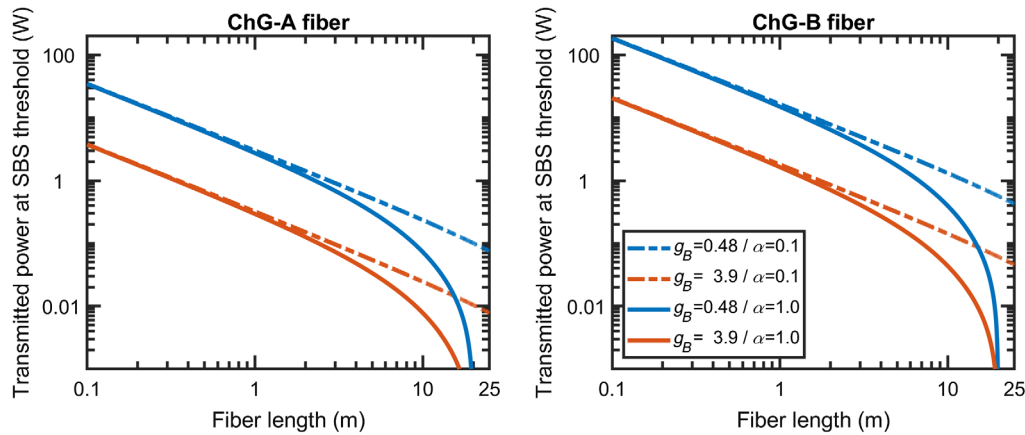 ChG-A fiber
Transmitted power at SBS threshold (W)
100
1
0.01
0.1
1
10
25
Fiber length (m)
ChG-B fiber
Transmitted power at SBS threshold (W)
100
1
0.01
g_B=0.48 / α=0.1
g_B= 3.9 / α=0.1
g_B=0.48 / α=1.0
g_B= 3.9 / α=1.0
0.1
1
10
25
Fiber length (m)